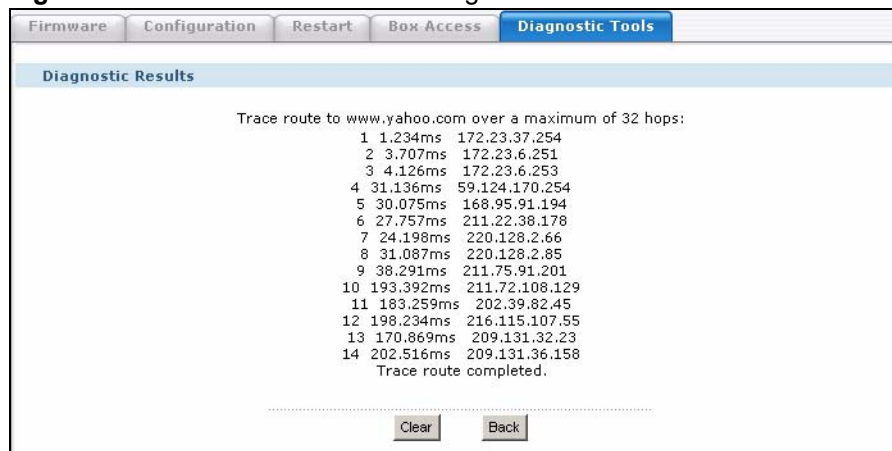 Firmware Configuration Restart Box Access Diagnostic Tools
Diagnostic Results
Trace route to www.yahoo.com over a maximum of 32 hops:
1 1.234ms 172.23.37.254
2 3.707ms 172.23.6.251
3 4.126ms 172.23.6.253
4 31.136ms 59.124.170.254
5 30.075ms 168.95.91.194
6 27.757ms 211.22.38.178
7 24.198ms 220.128.2.66
8 31.087ms 220.128.2.85
9 38.291ms 211.75.91.201
10 193.392ms 211.72.108.129
11 183.259ms 202.39.82.45
12 198.234ms 216.115.107.55
13 170.869ms 209.131.32.23
14 202.516ms 209.131.36.158
Trace route completed.
Clear Back